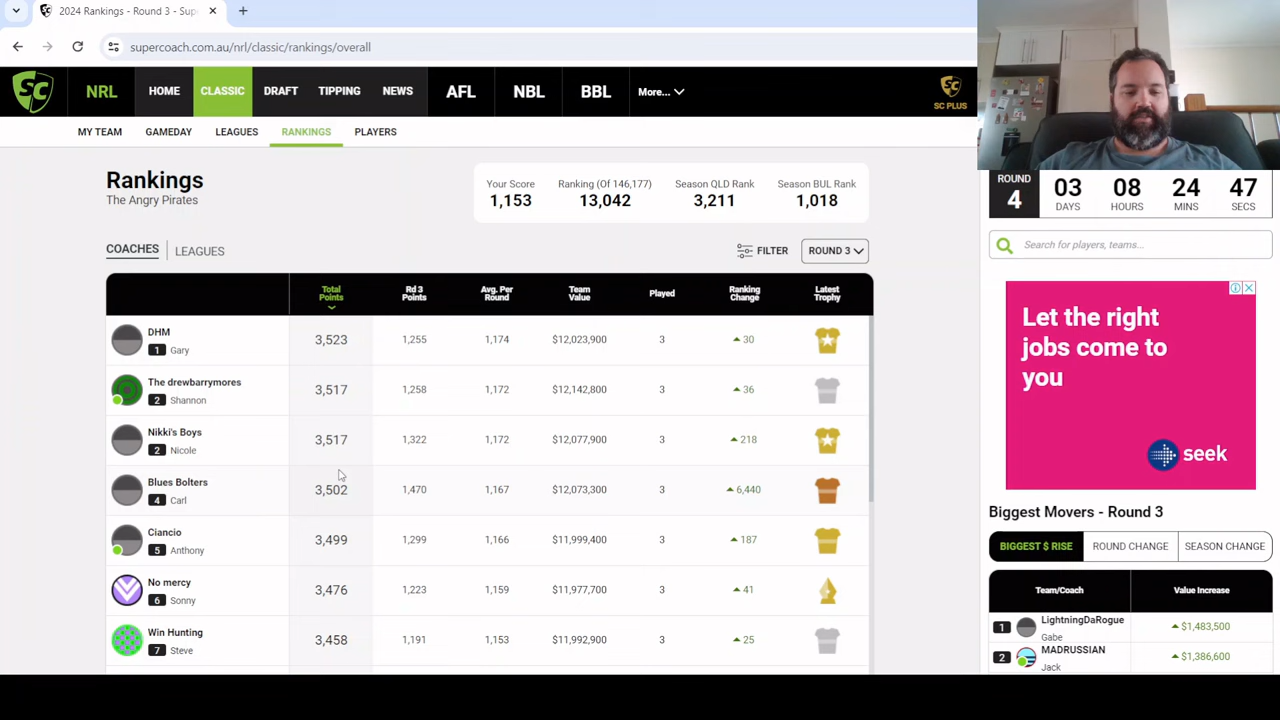 2024 Rankings - Round 3 - Sup
supercoach.com.au/nrl/classic/rankings/overall
SC NRL HOME CLASSIC DRAFT TIPPING NEWS AFL NBL BBL More... SC PLUS
MY TEAM GAMEDAY LEAGUES RANKINGS PLAYERS
Rankings
The Angry Pirates
Your Score Ranking (Of 146,177) Season QLD Rank Season BUL Rank
1,153 13,042 3,211 1,018
ROUND 4 03 DAYS 08 HOURS 24 MINS 47 SECS
COACHES LEAGUES FILTER ROUND 3
Search for players, teams...
Total Points Rd 3 Points Avg. Per Round Team Value Played Ranking Change Latest Trophy
DHM
1 Gary 3,523 1,255 1,174 $12,023,900 3 30
The drewbarrymores
2 Shannon 3,517 1,258 1,172 $12,142,800 3 36
Nikki's Boys
2 Nicole 3,517 1,322 1,172 $12,077,900 3 218
Blues Bolters
4 Carl 3,502 1,470 1,167 $12,073,300 3 6,440
Ciancio
5 Anthony 3,499 1,299 1,166 $11,999,400 3 187
No mercy
6 Sonny 3,476 1,223 1,159 $11,977,700 3 41
Win Hunting
7 Steve 3,458 1,191 1,153 $11,992,900 3 25
Let the right
jobs come to
you
seek
Biggest Movers - Round 3
BIGGEST $ RISE ROUND CHANGE SEASON CHANGE
Team/Coach Value Increase
1 LightningDaRogue $1,483,500
Gabe
2 MADRUSSIAN $1,386,600
Jack